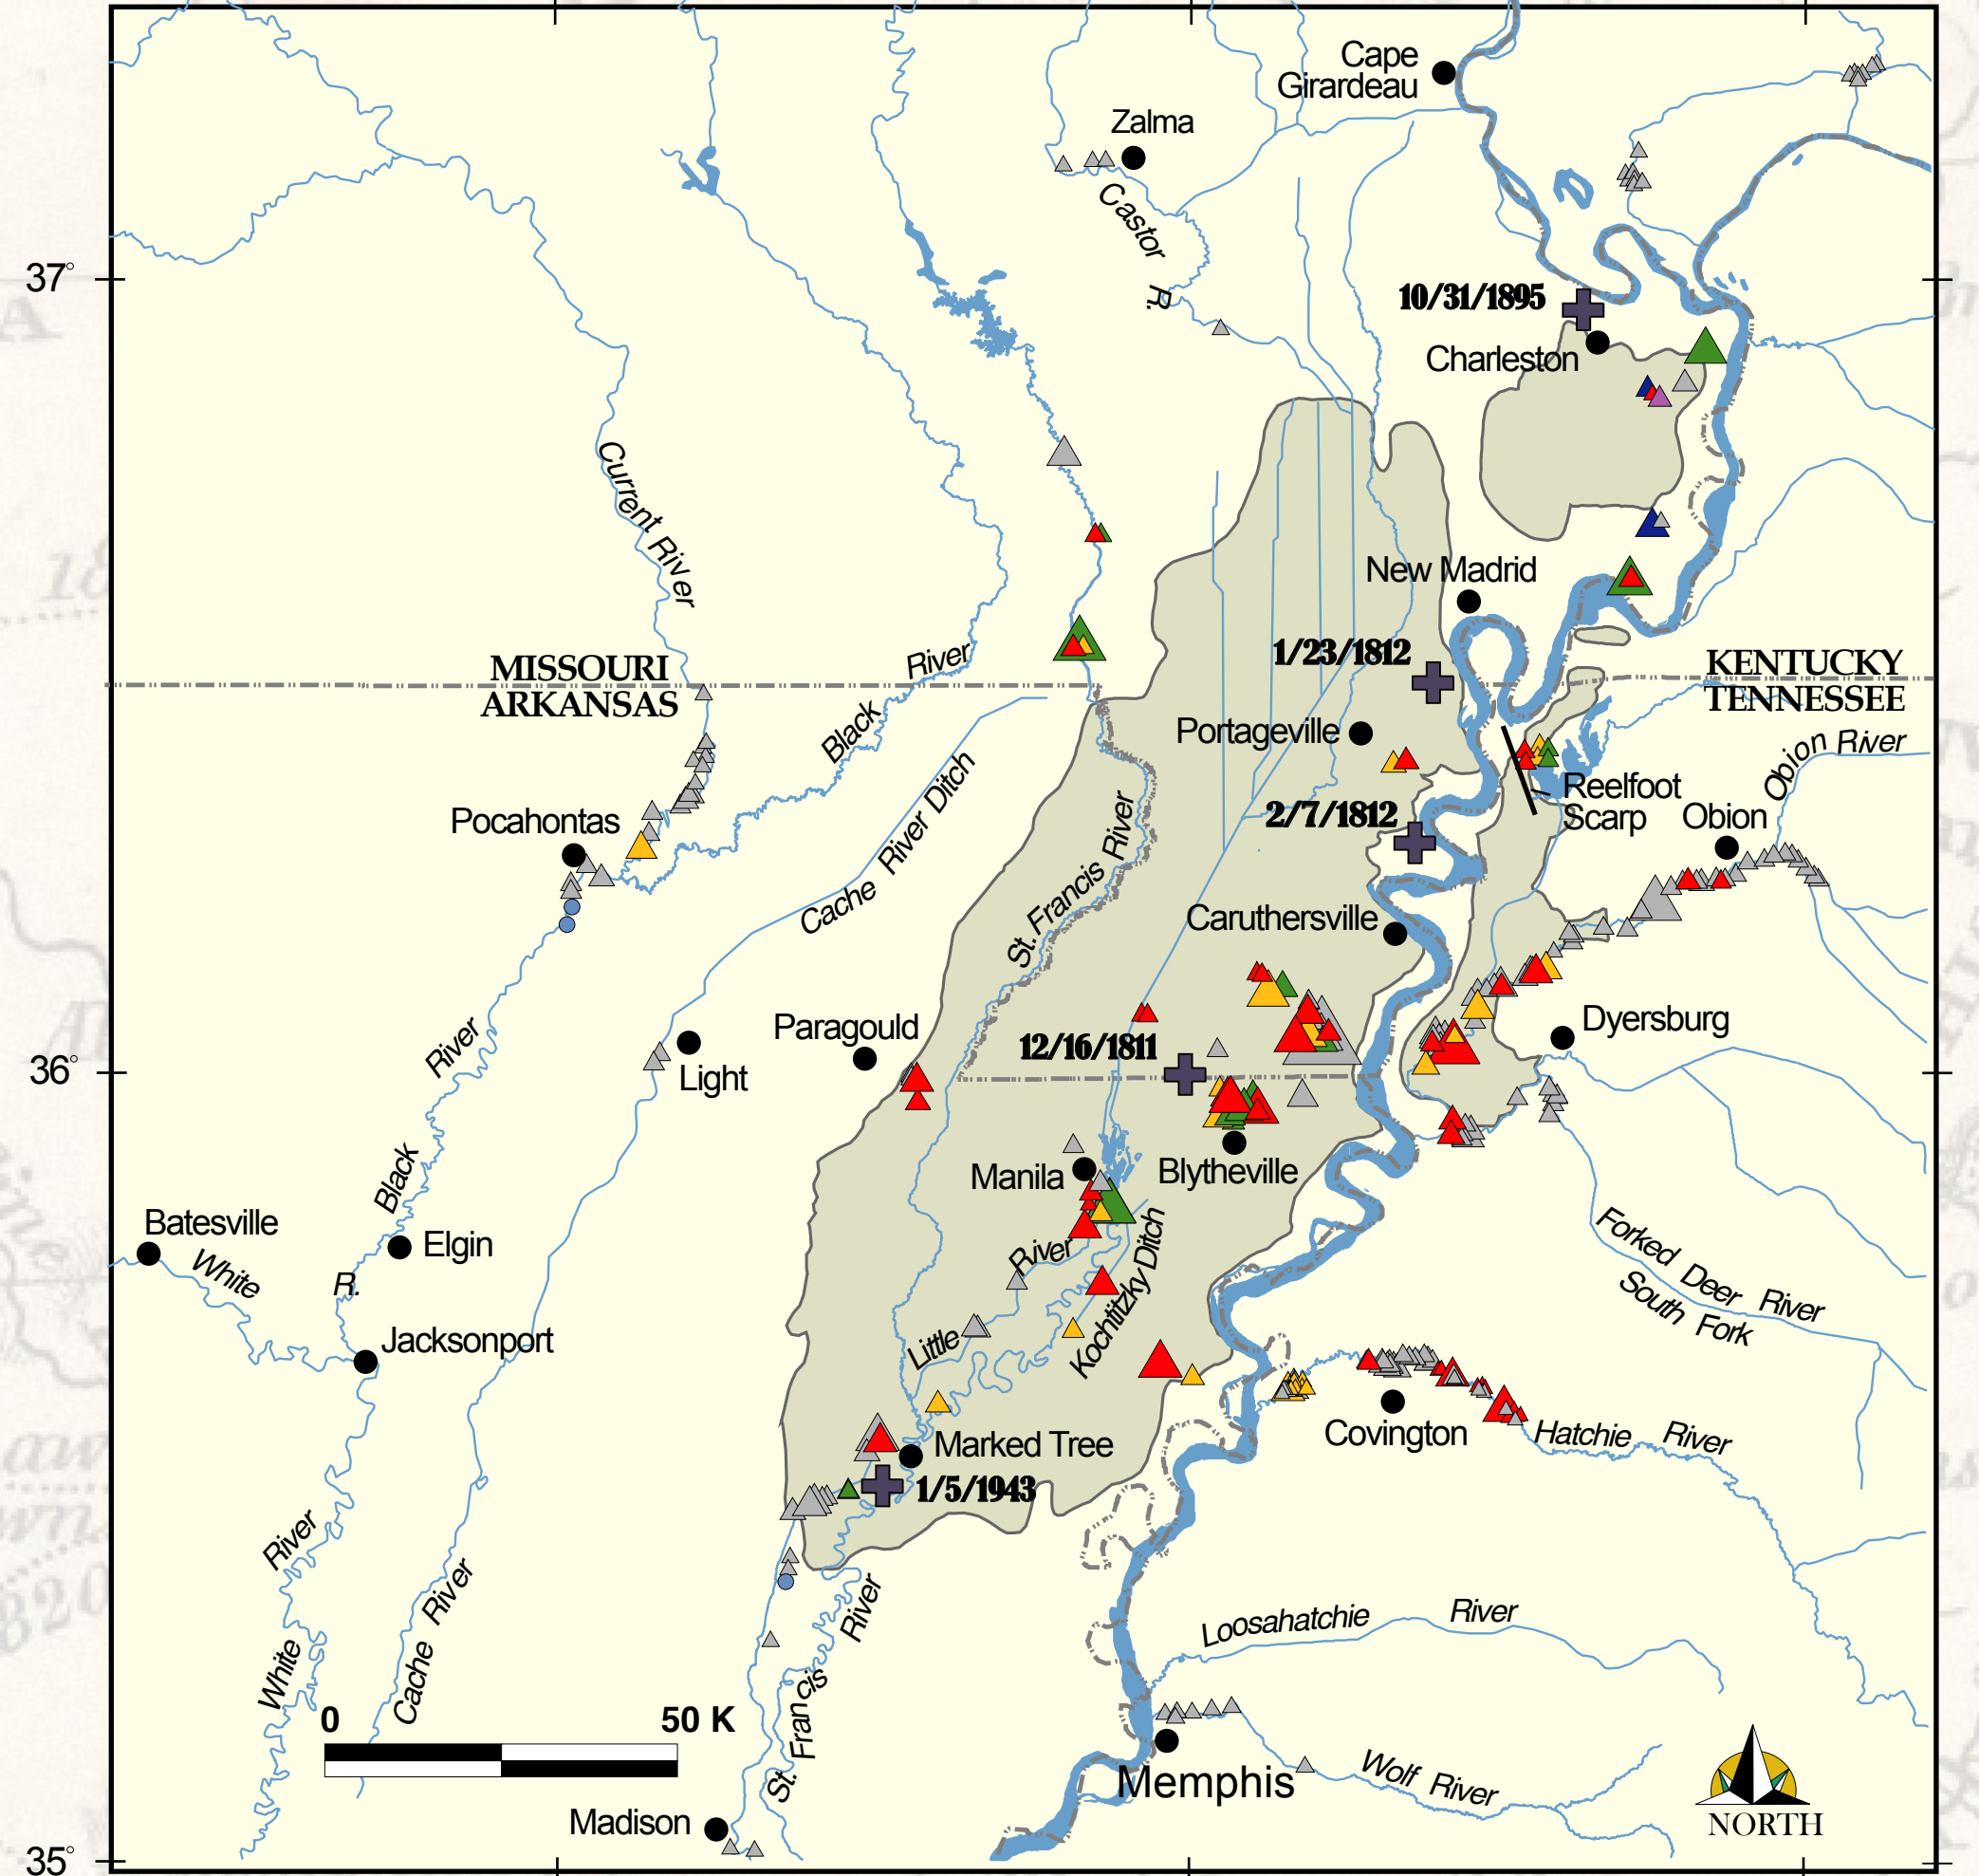 Cape
Girardeau
Zalma
Castor R.
37°
10/31/1895
Charleston
Current River
New Madrid
1/23/1812
MISSOURI
ARKANSAS
KENTUCKY
TENNESSEE
Black River
Portageville
Obion River
Reelfoot
Scarp
Obion
2/7/1812
Pocahontas
Cache River Ditch
St. Francis River
Caruthersville
Paragould
Dyersburg
12/16/1811
36°
Light
Black River
Manila
Blytheville
Batesville
White
R.
Elgin
River
Little
Kochtitzky Ditch
Forked Deer River
South Fork
Jacksonport
Covington
Hatchie River
Marked Tree
1/5/1943
White River
Cache River
St. Francis River
Loosahatchie River
0 50 K
Memphis
Wolf River
Madison
NORTH
35°